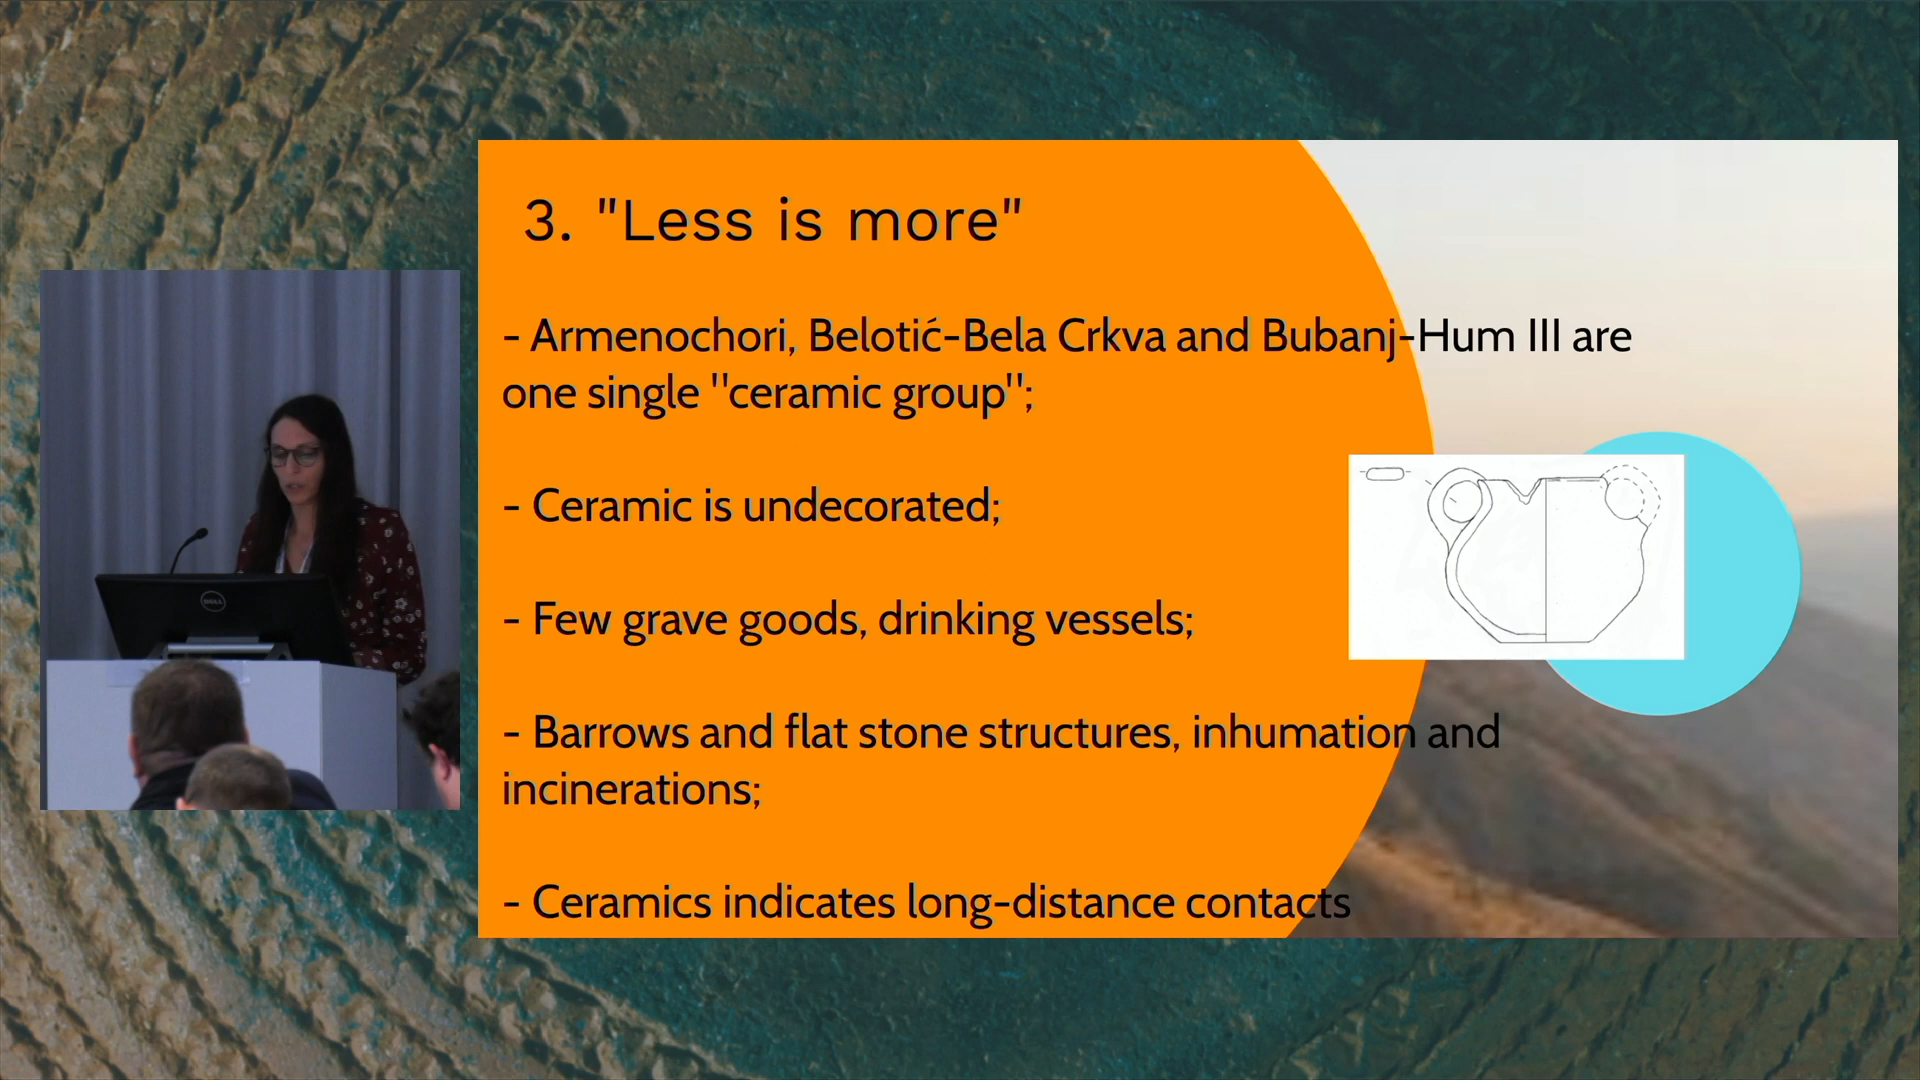 3. "Less is more"
- Armenochori, Belotić-Bela Crkva and Bubanj-Hum III are
one single "ceramic group";
- Ceramic is undecorated;
- Few grave goods, drinking vessels;
- Barrows and flat stone structures, inhumation and
incinerations;
- Ceramics indicates long-distance contacts
DELL